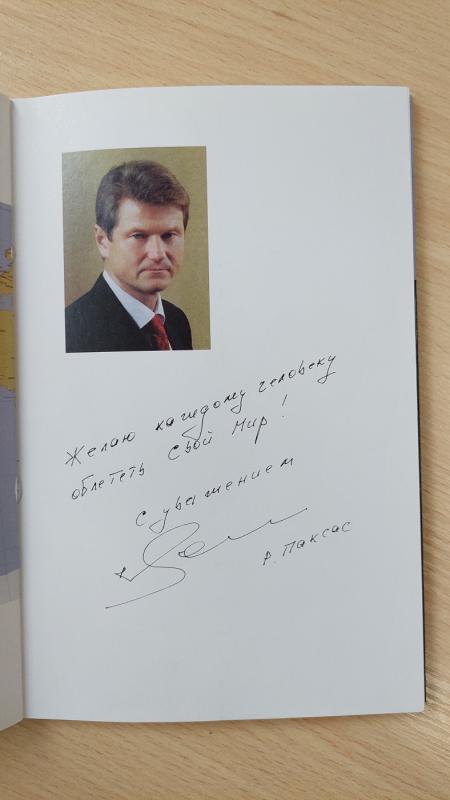 Желаю каждому человеку
облететь Свой Мир!
с уважением
Р. Паксас